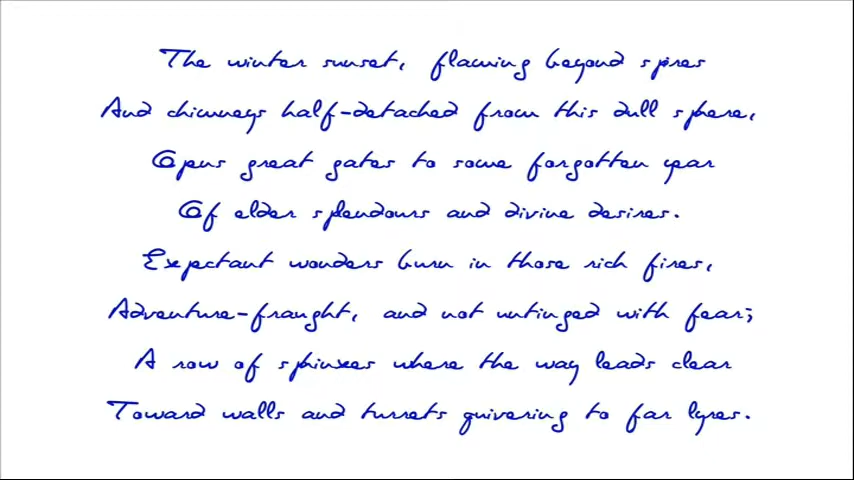 The winter sunset, flaming beyond spires
And chimneys half-detached from this dull sphere,
Opens great gates to some forgotten year
Of elder splendours and divine desires.
Expectant wonders burn in those rich fires,
Adventure-fraught, and not untinged with fear;
A row of sphinxes where the way leads clear
Toward walls and turrets quivering to far lyres.